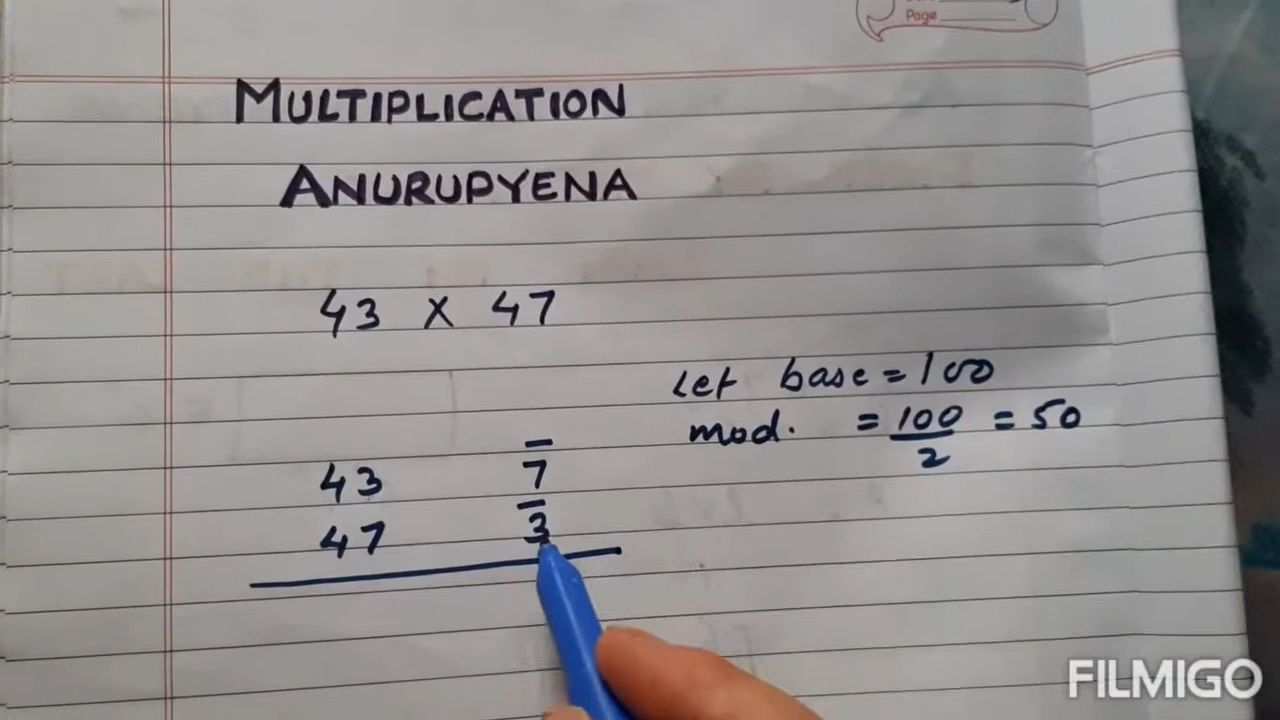 Page
MULTIPLICATION
ANURUPYENA
43 x 47
Let base = 100
mod. = 100/2 = 50
43 7̅
47 3̅
FILMIGO